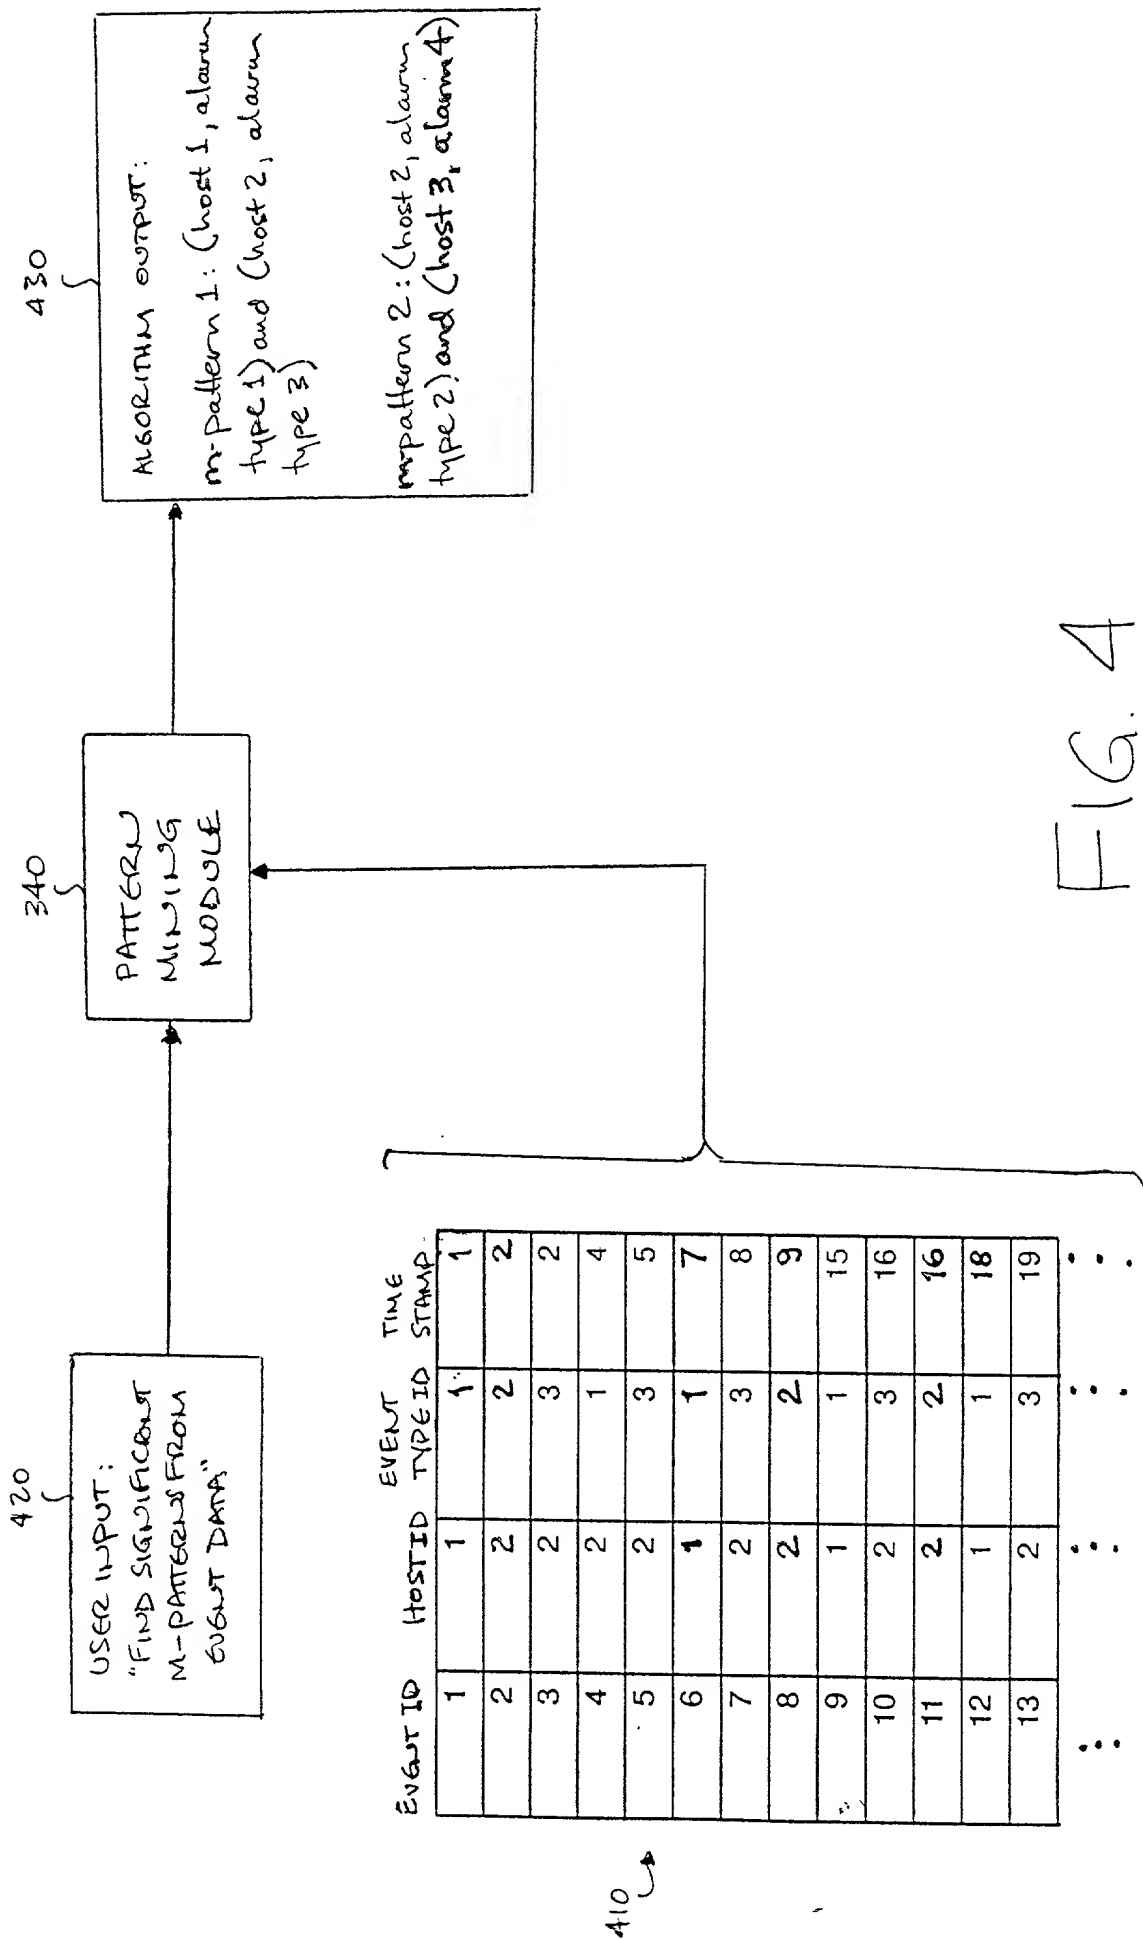 420
USER INPUT:
"FIND SIGNIFICANT
M-PATTERNS FROM
EVENT DATA"
340
PATTERN
MINING
MODULE
430
ALGORITHM OUTPUT:
m-pattern 1: (host 1, alarm
type 1) and (host 2, alarm
type 3)
m-pattern 2: (host 2, alarm
type 2) and (host 3, alarm 4)
410
EVENT ID HOST ID EVENT TYPE ID TIME STAMP
1 1 1 1
2 2 2 2
3 2 3 2
4 2 1 4
5 2 3 5
6 1 1 7
7 2 3 8
8 2 2 9
9 1 1 15
10 2 3 16
11 2 2 16
12 1 1 18
13 2 3 19
FIG. 4